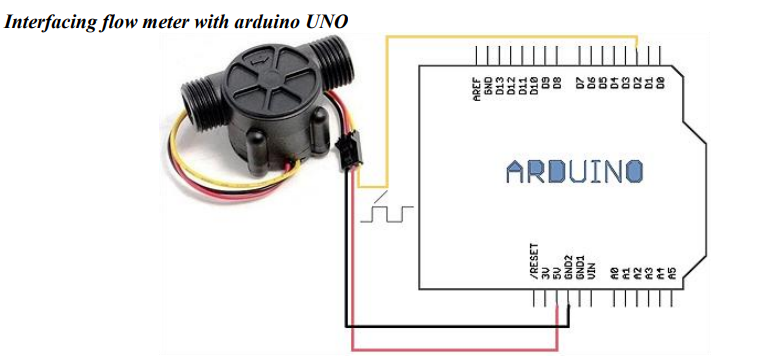 Interfacing flow meter with arduino UNO
AREF GND D13 D12 D11 D10 D9 D8 D7 D6 D5 D4 D3 D2 D1 D0
ARDUINO
/RESET 3V 5V GND2 GND1 VIN A0 A1 A2 A3 A4 A5